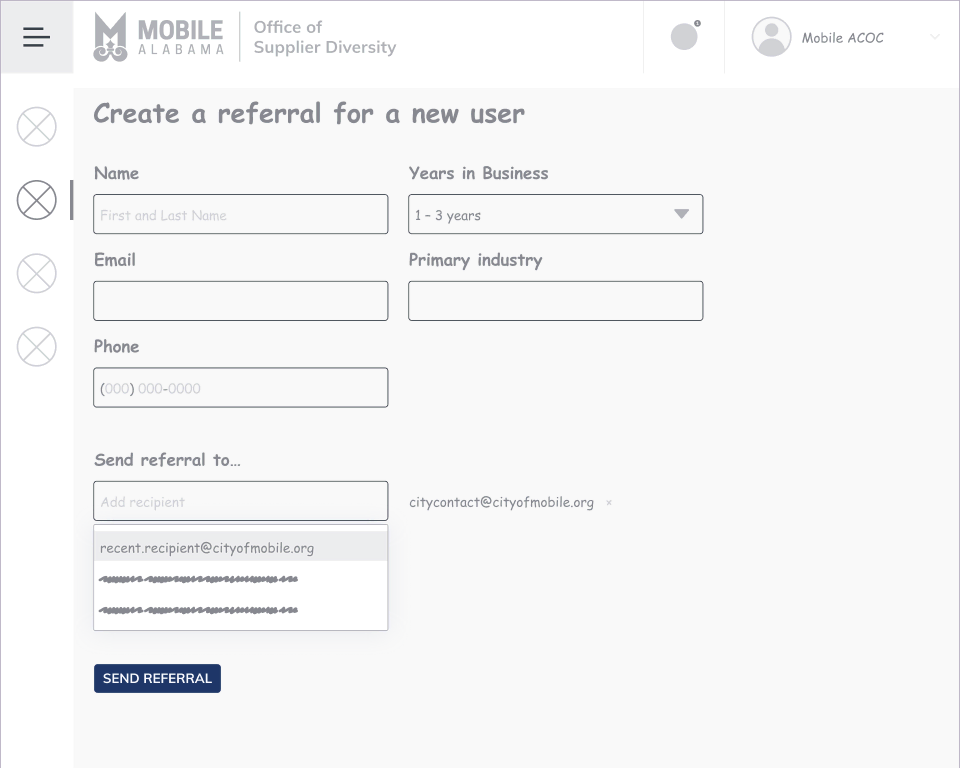 MOBILE
ALABAMA
Office of
Supplier Diversity
Mobile ACOC
Create a referral for a new user
Name
Years in Business
First and Last Name
1 - 3 years
Email
Primary industry
Phone
(000) 000-0000
Send referral to...
Add recipient
citycontact@cityofmobile.org ×
recent.recipient@cityofmobile.org
SEND REFERRAL